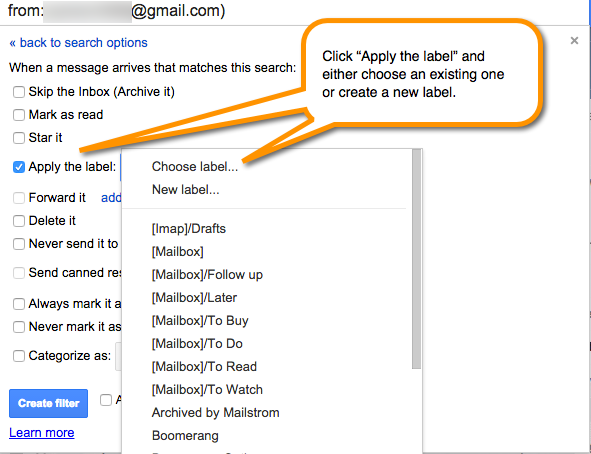 from: @gmail.com)
« back to search options
×
When a message arrives that matches this search:
Click “Apply the label” and
either choose an existing one
or create a new label.
Skip the Inbox (Archive it)
Mark as read
Star it
Apply the label:
Choose label...
New label...
Forward it add
Delete it
Never send it to
Send canned res
Always mark it a
Never mark it as
Categorize as:
[Imap]/Drafts
[Mailbox]
[Mailbox]/Follow up
[Mailbox]/Later
[Mailbox]/To Buy
[Mailbox]/To Do
[Mailbox]/To Read
[Mailbox]/To Watch
Archived by Mailstrom
Boomerang
Create filter
A
Learn more